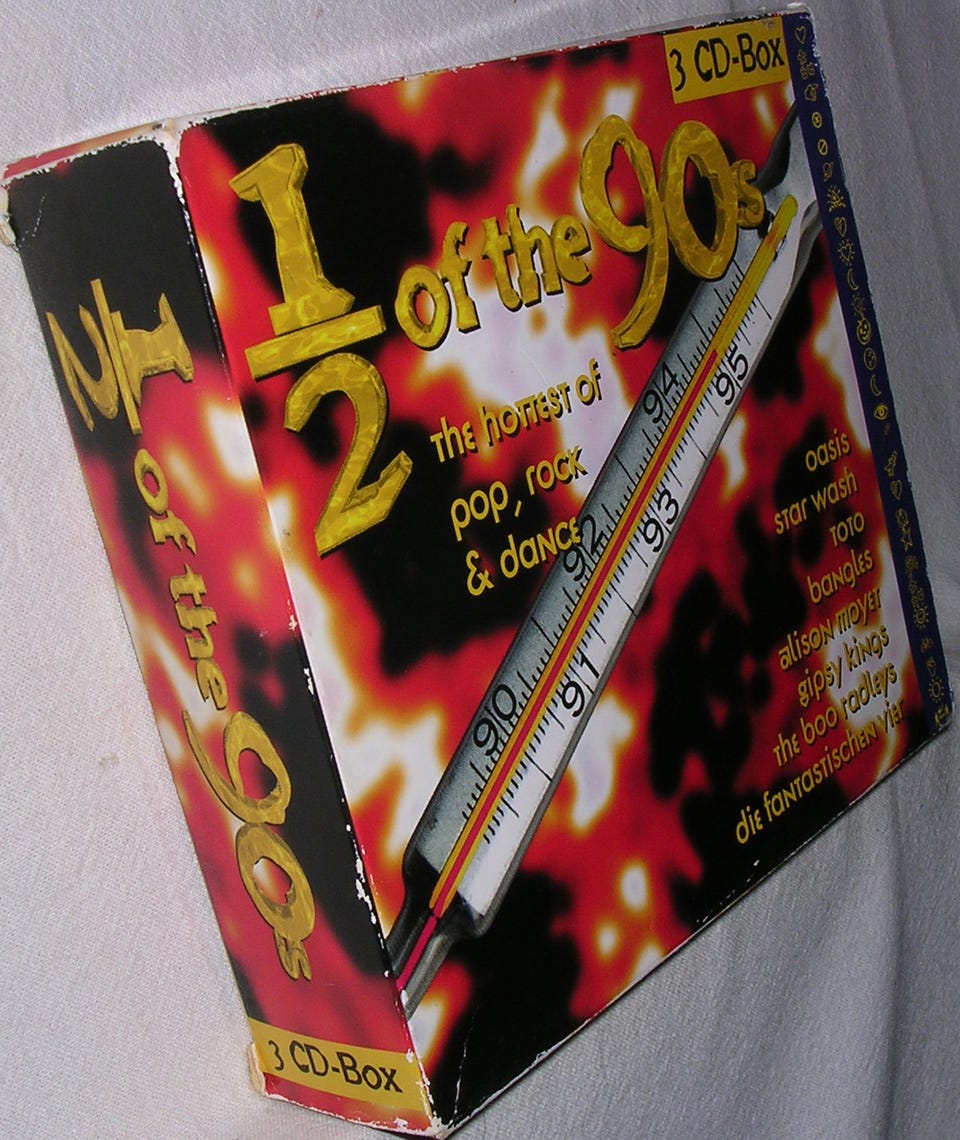 3 CD-Box
1/2 of the 90s
the hottest of
pop, rock
& dance
94
95
92
93
90
91
oasis
star wash
toto
bangles
alison moyet
gipsy kings
the boo radleys
die fantastischen vier
1/2 of the 90s
3 CD-Box